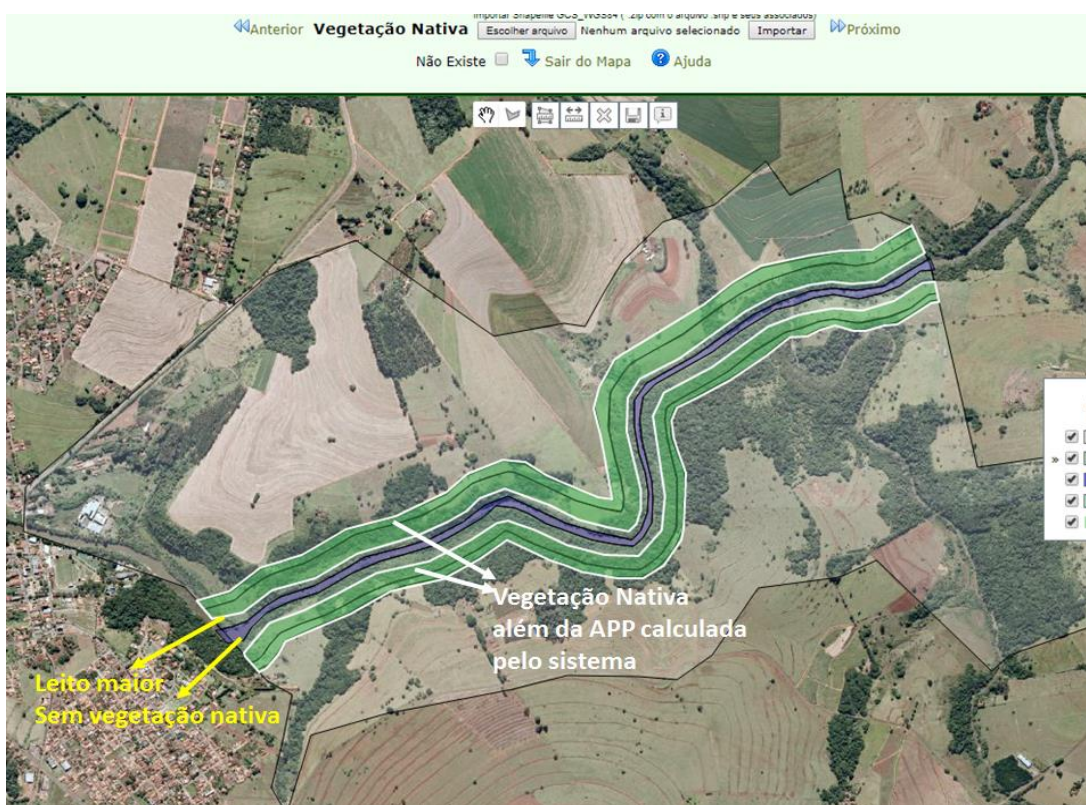 Importar Shapefile GCS_WGS84 ( .zip com o arquivo .shp e seus associados)
Anterior Vegetação Nativa Escolher arquivo Nenhum arquivo selecionado Importar Próximo
Não Existe Sair do Mapa Ajuda
Vegetação Nativa
além da APP calculada
pelo sistema
Leito maior
Sem vegetação nativa